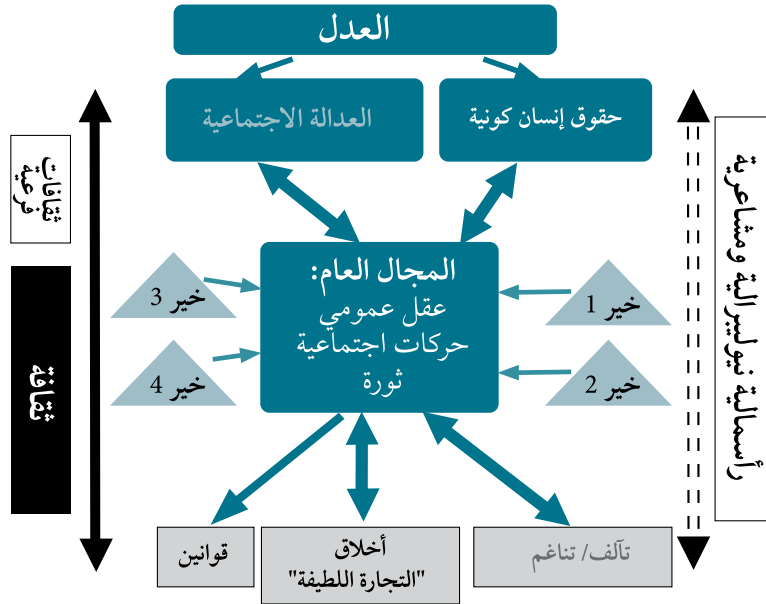 العدل
حقوق إنسان كونية
العدالة الاجتماعية
رأسمالية نيوليبرالية ومشاعرية
ثقافات
فرعية
ثقافة
المجال العام:
عقل عمومي
حركات اجتماعية
ثورة
خير 1
خير 2
خير 3
خير 4
تآلف/ تناغم
أخلاق
"التجارة اللطيفة"
قوانين